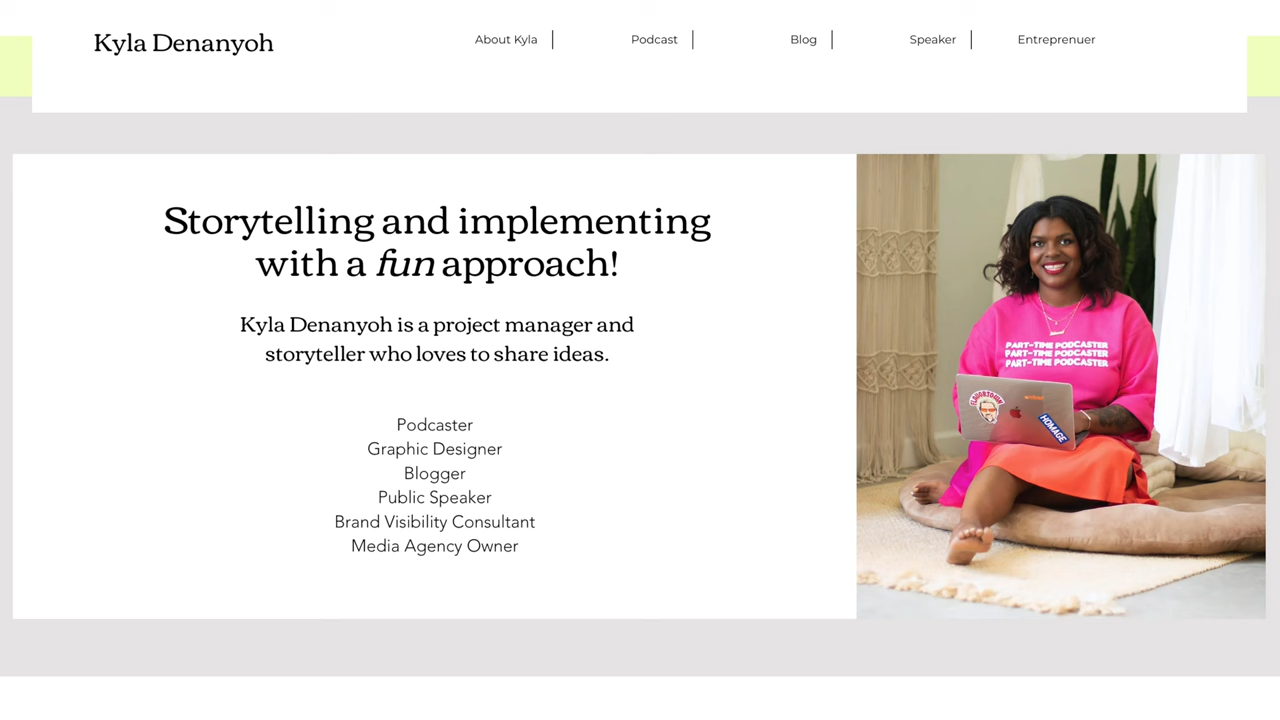 Kyla Denanyoh
About Kyla
Podcast
Blog
Speaker
Entreprenuer
Storytelling and implementing
with a fun approach!
Kyla Denanyoh is a project manager and
storyteller who loves to share ideas.
Podcaster
Graphic Designer
Blogger
Public Speaker
Brand Visibility Consultant
Media Agency Owner
PART-TIME PODCASTER
PART-TIME PODCASTER
PART-TIME PODCASTER
FLAVORTOWN
HOMAGE